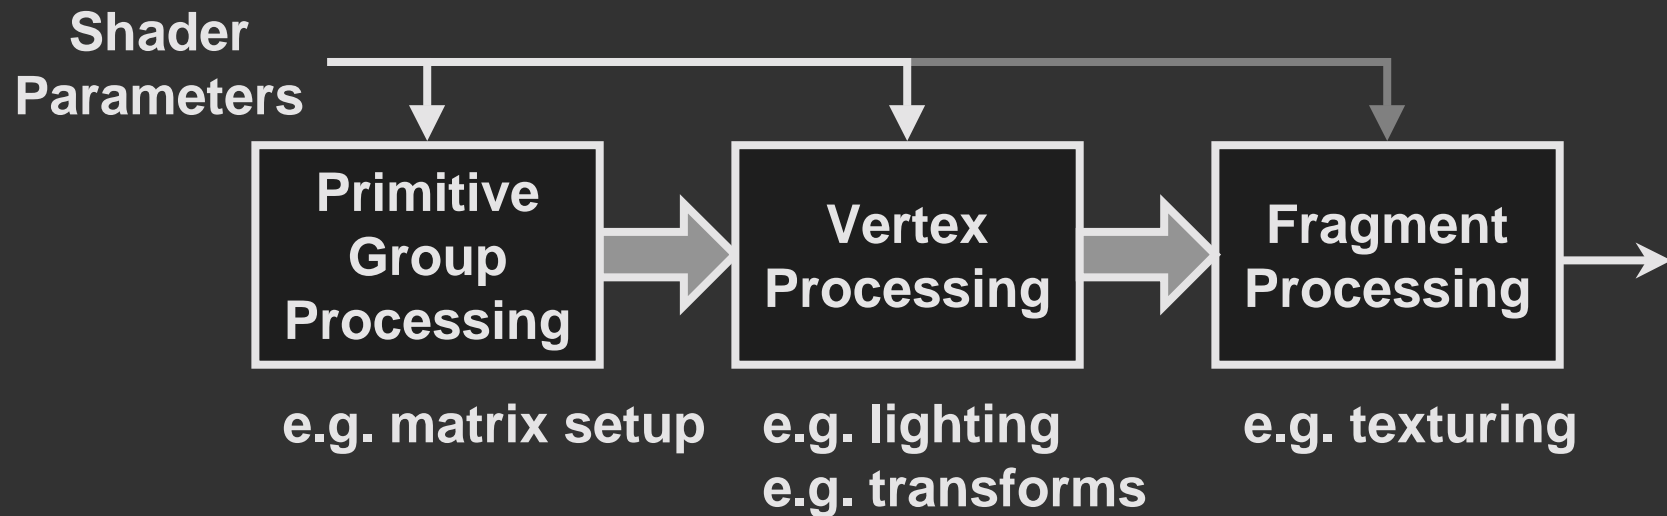 Shader
Parameters
Primitive
Group
Processing
Vertex
Processing
Fragment
Processing
e.g. matrix setup
e.g. lighting
e.g. transforms
e.g. texturing